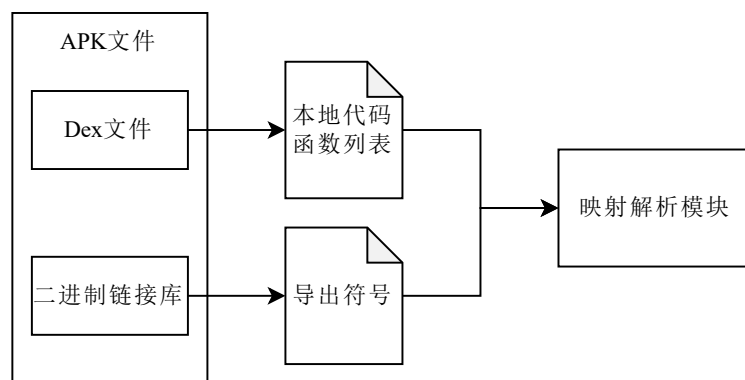 APK文件
Dex文件
本地代码
函数列表
映射解析模块
二进制链接库
导出符号